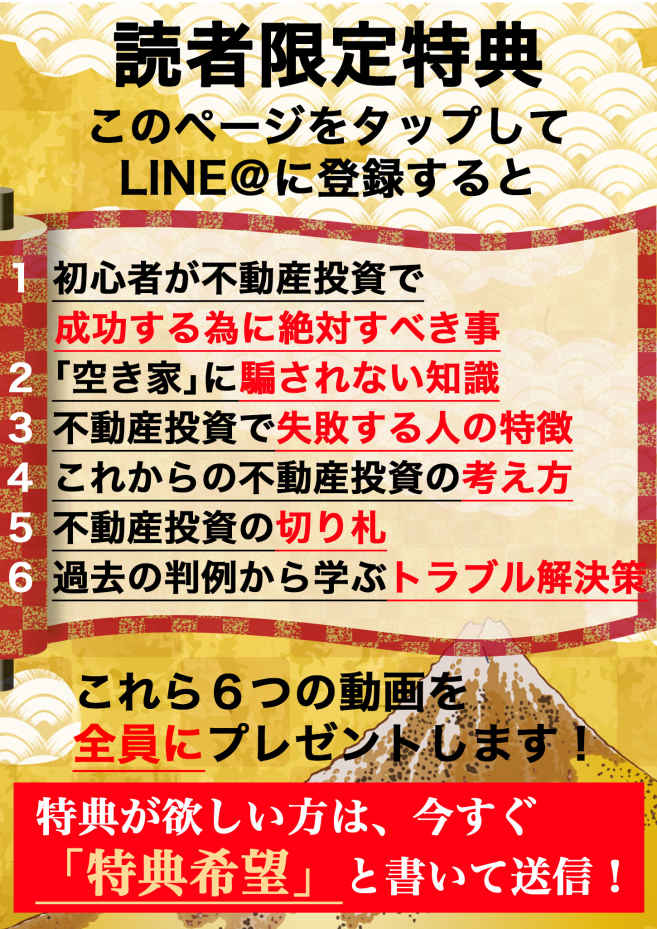 読者限定特典
このページをタップして
LINE@に登録すると
1 初心者が不動産投資で
成功する為に絶対すべき事
2 「空き家」に騙されない知識
3 不動産投資で失敗する人の特徴
4 これからの不動産投資の考え方
5 不動産投資の切り札
6 過去の判例から学ぶトラブル解決策
これら６つの動画を
全員にプレゼントします！
特典が欲しい方は、今すぐ
「特典希望」と書いて送信！